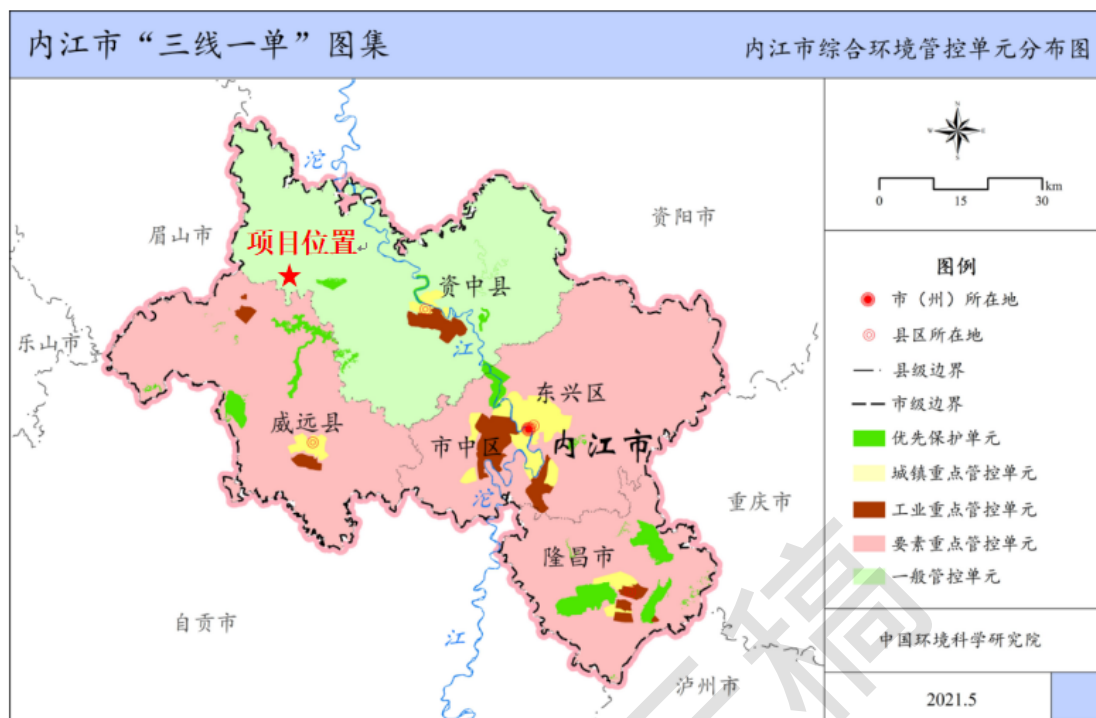 内江市“三线一单”图集
内江市综合环境管控单元分布图
N
W
E
S
0
15
30
km
沱
眉山市
项目位置
资阳市
资中县
乐山市
江
东兴区
威远县
市中区
内江市
沱
重庆市
隆昌市
自贡市
江
泸州市
图例
市（州）所在地
县区所在地
县级边界
市级边界
优先保护单元
城镇重点管控单元
工业重点管控单元
要素重点管控单元
一般管控单元
中国环境科学研究院
2021.5
稿